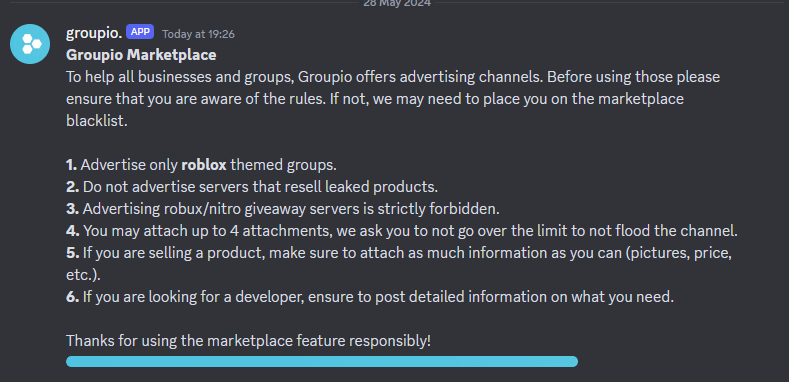 28 May 2024
groupio. APP Today at 19:26
Groupio Marketplace
To help all businesses and groups, Groupio offers advertising channels. Before using those please
ensure that you are aware of the rules. If not, we may need to place you on the marketplace
blacklist.
1. Advertise only roblox themed groups.
2. Do not advertise servers that resell leaked products.
3. Advertising robux/nitro giveaway servers is strictly forbidden.
4. You may attach up to 4 attachments, we ask you to not go over the limit to not flood the channel.
5. If you are selling a product, make sure to attach as much information as you can (pictures, price,
etc.).
6. If you are looking for a developer, ensure to post detailed information on what you need.
Thanks for using the marketplace feature responsibly!